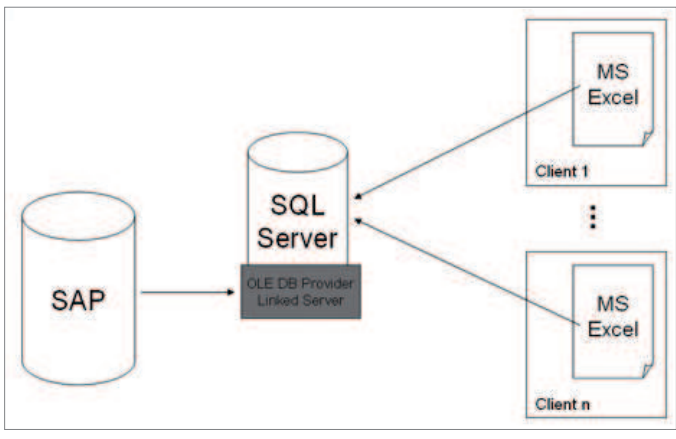 SAP
SQL
Server
OLE DB Provider
Linked Server
MS
Excel
Client 1
MS
Excel
Client n